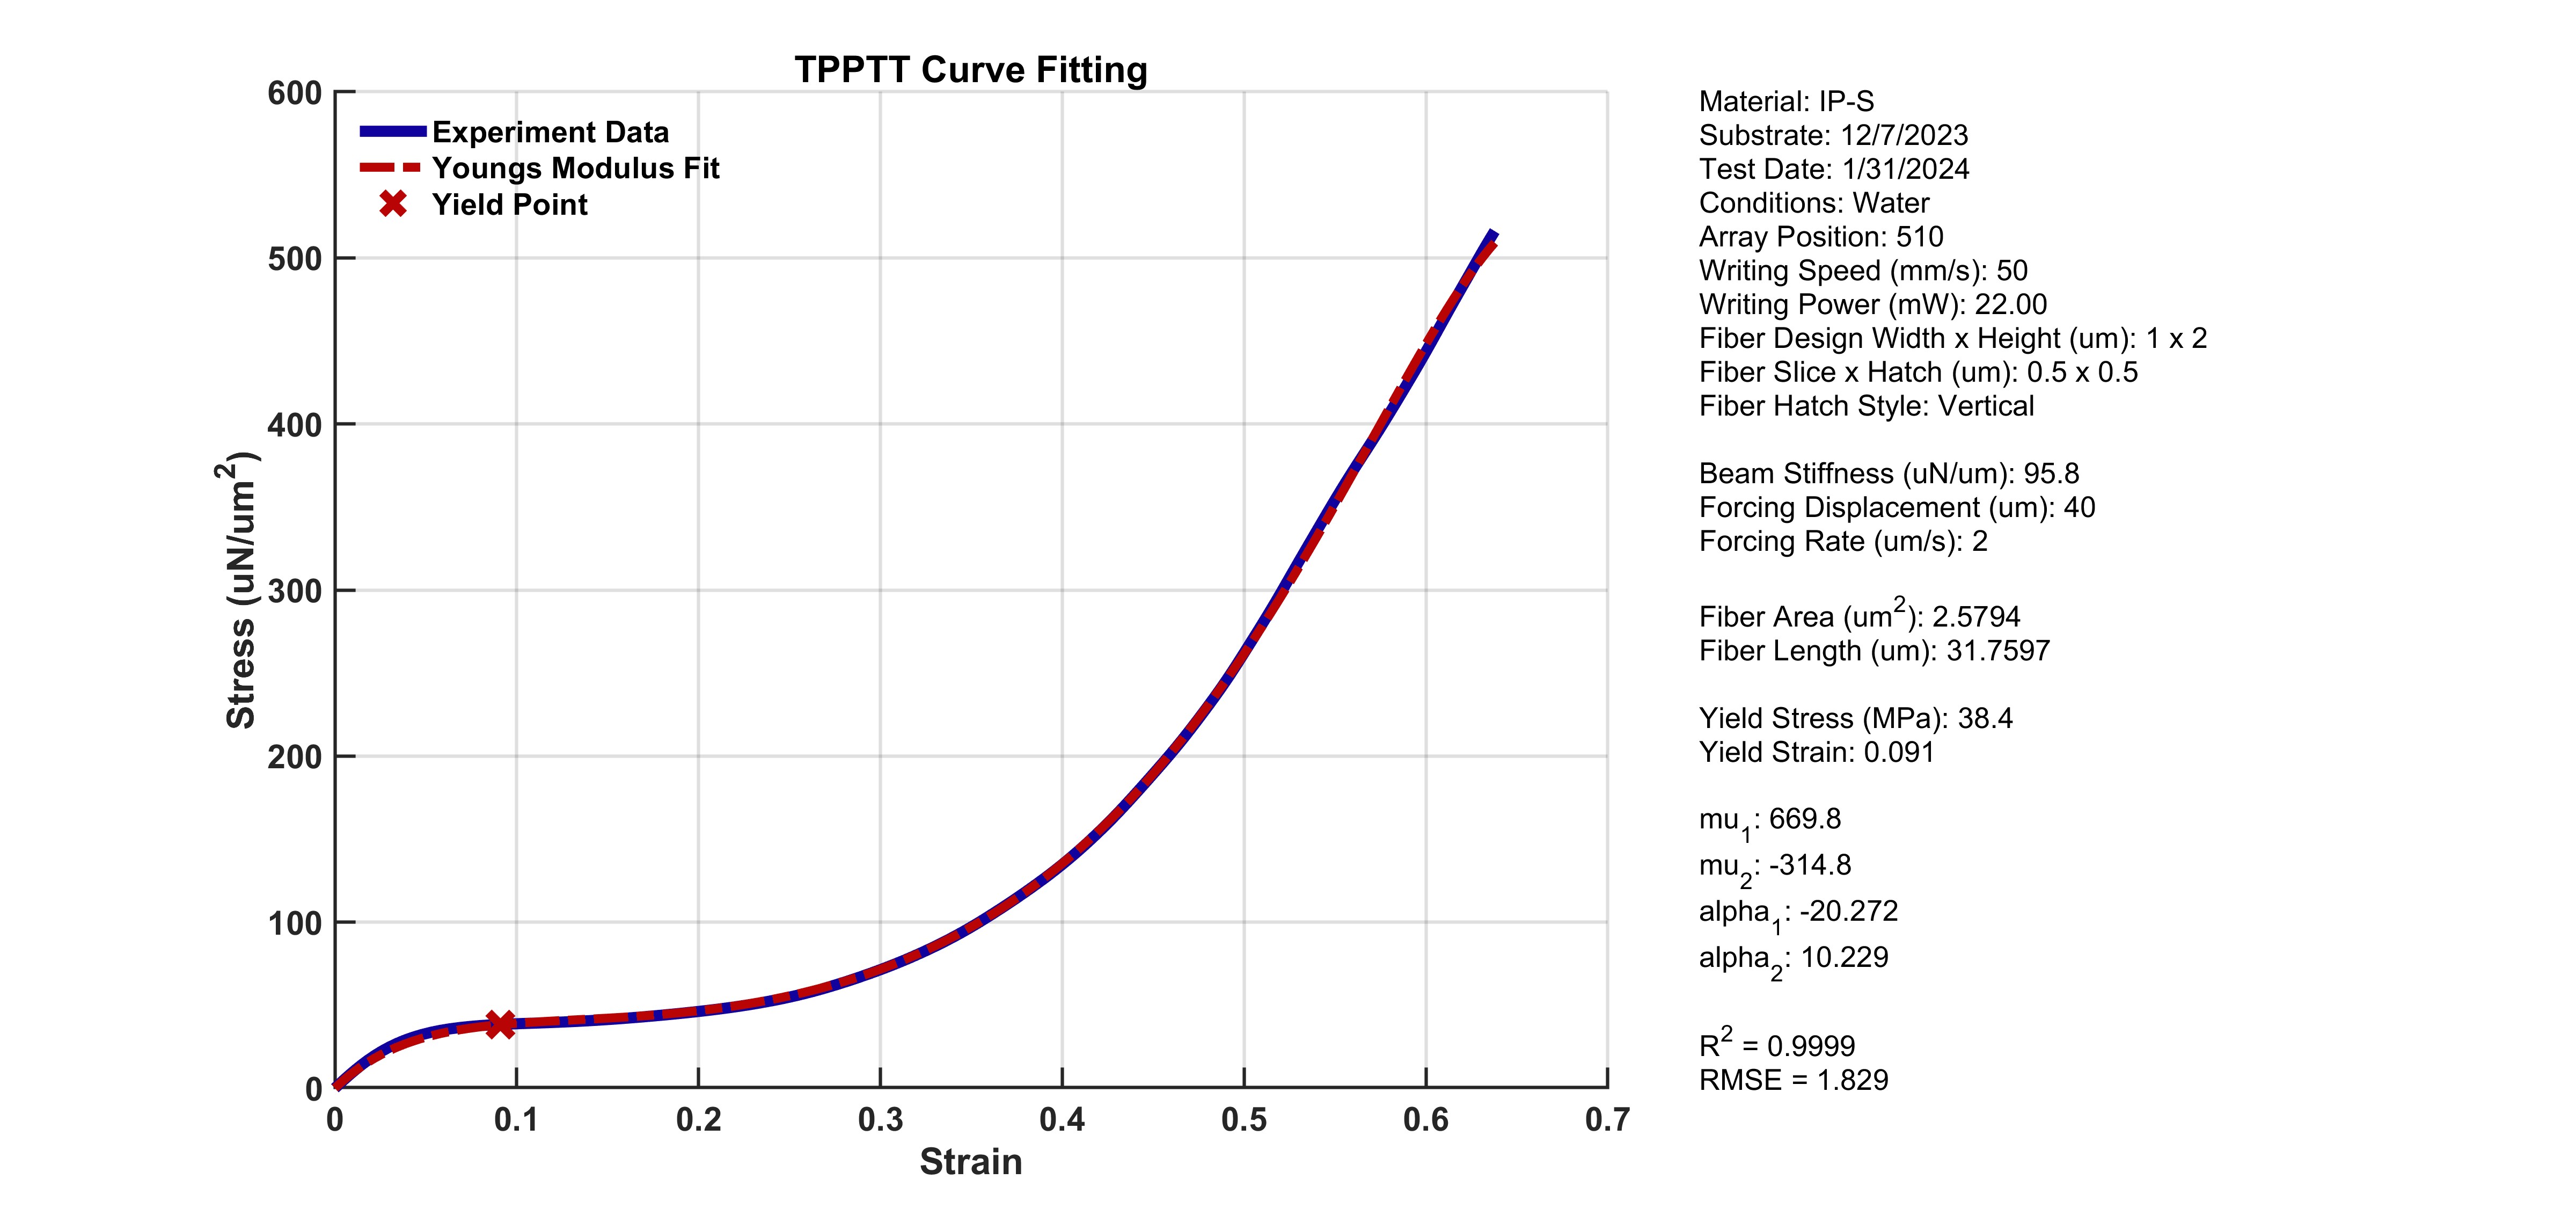 TPPTT Curve Fitting
600
500
400
300
200
100
0
Stress (uN/um²)
Experiment Data
Youngs Modulus Fit
Yield Point
0 0.1 0.2 0.3 0.4 0.5 0.6 0.7
Strain
Material: IP-S
Substrate: 12/7/2023
Test Date: 1/31/2024
Conditions: Water
Array Position: 510
Writing Speed (mm/s): 50
Writing Power (mW): 22.00
Fiber Design Width x Height (um): 1 x 2
Fiber Slice x Hatch (um): 0.5 x 0.5
Fiber Hatch Style: Vertical
Beam Stiffness (uN/um): 95.8
Forcing Displacement (um): 40
Forcing Rate (um/s): 2
Fiber Area (um²): 2.5794
Fiber Length (um): 31.7597
Yield Stress (MPa): 38.4
Yield Strain: 0.091
mu₁: 669.8
mu₂: -314.8
alpha₁: -20.272
alpha₂: 10.229
R² = 0.9999
RMSE = 1.829